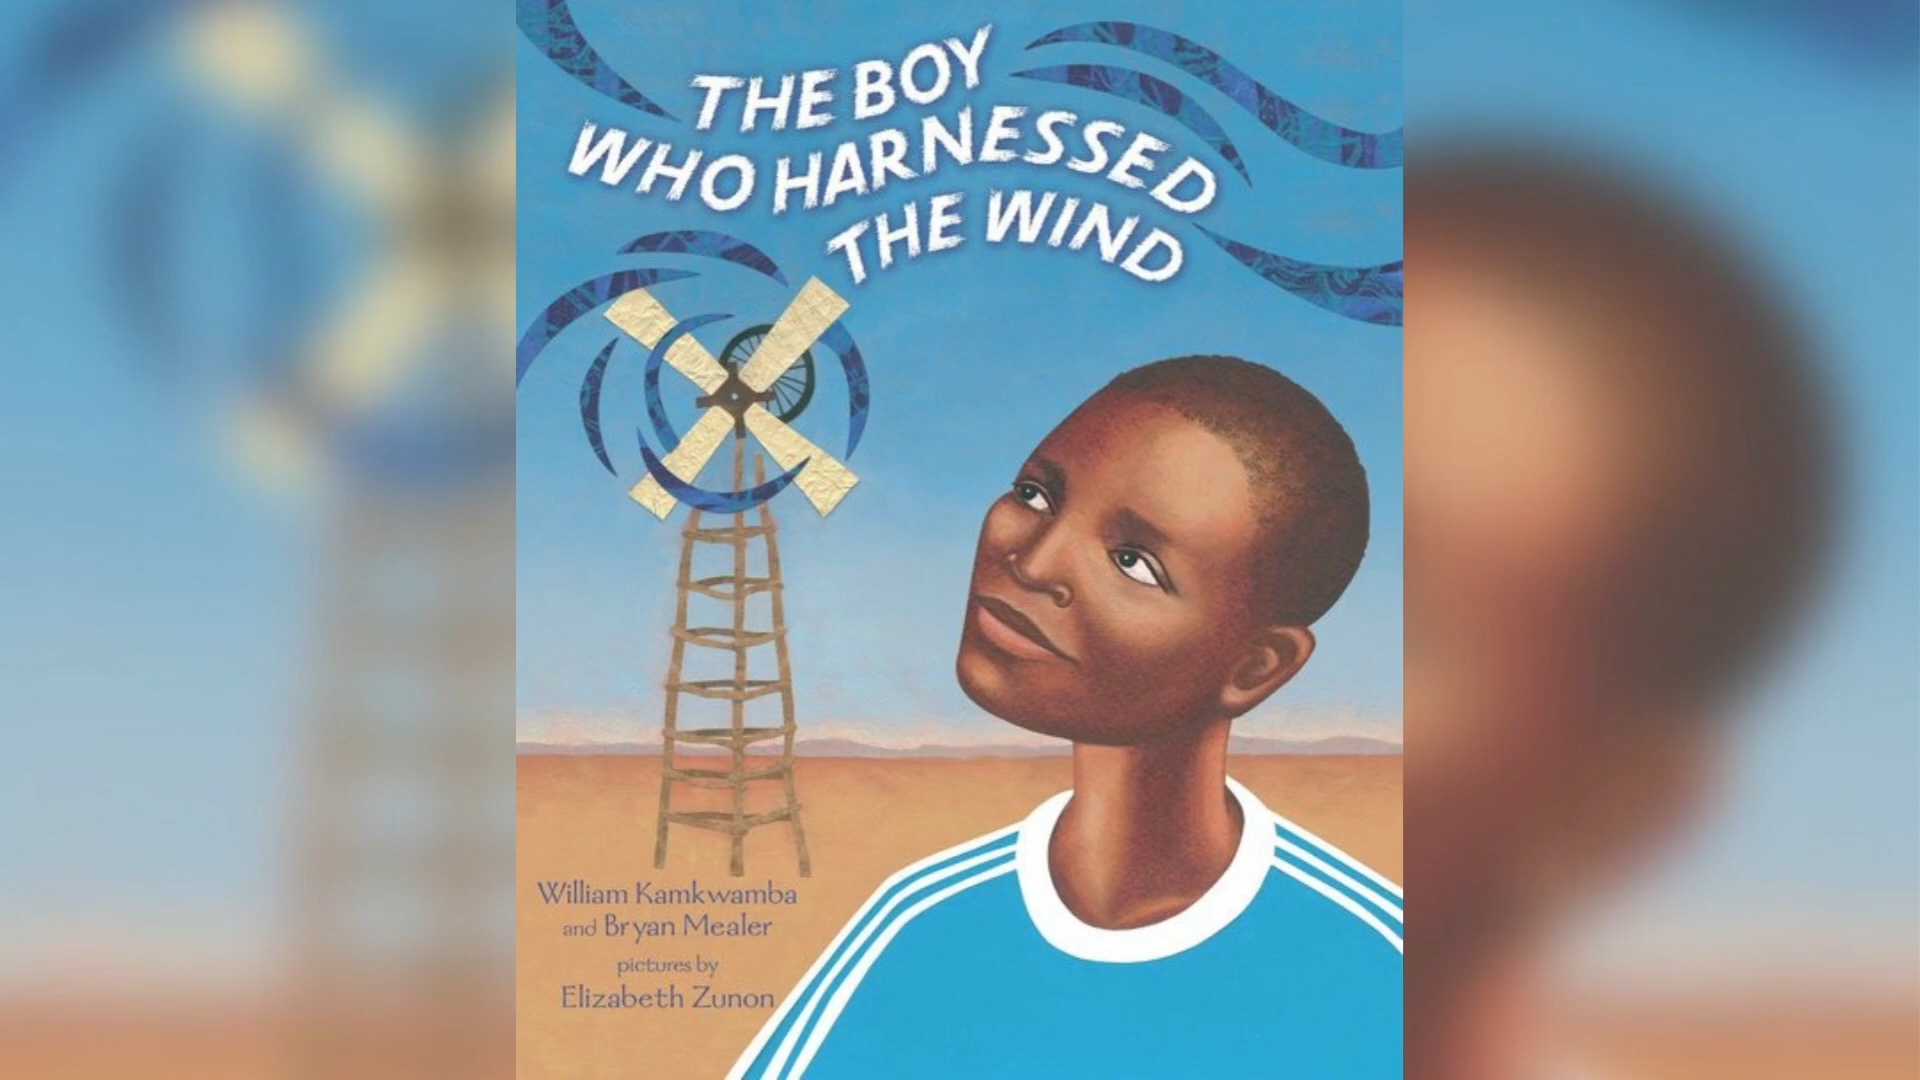 THE BOY
WHO HARNESSED
THE WIND
William Kamkwamba
and Bryan Mealer
pictures by
Elizabeth Zunon